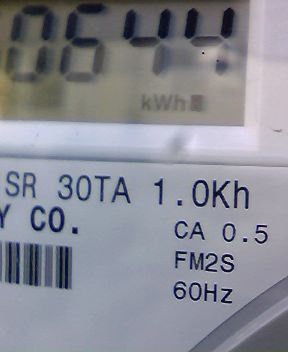 0644
kWh
SR 30TA 1.0Kh
Y CO.
CA 0.5
FM2S
60Hz